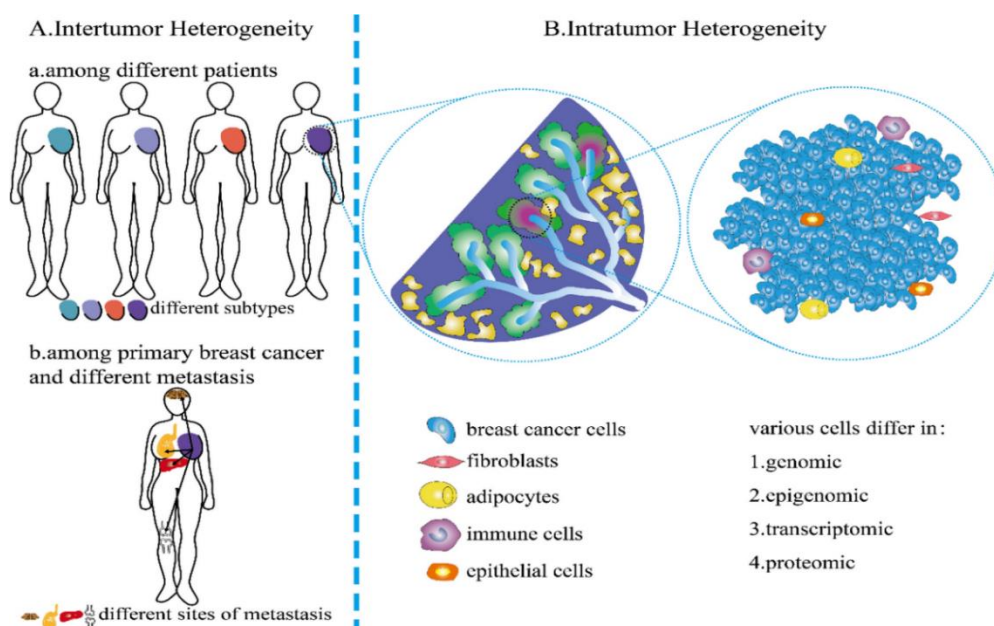 A.Intertumor Heterogeneity
a.among different patients
different subtypes
b.among primary breast cancer
and different metastasis
different sites of metastasis
B.Intratumor Heterogeneity
breast cancer cells
fibroblasts
adipocytes
immune cells
epithelial cells
various cells differ in:
1.genomic
2.epigenomic
3.transcriptomic
4.proteomic